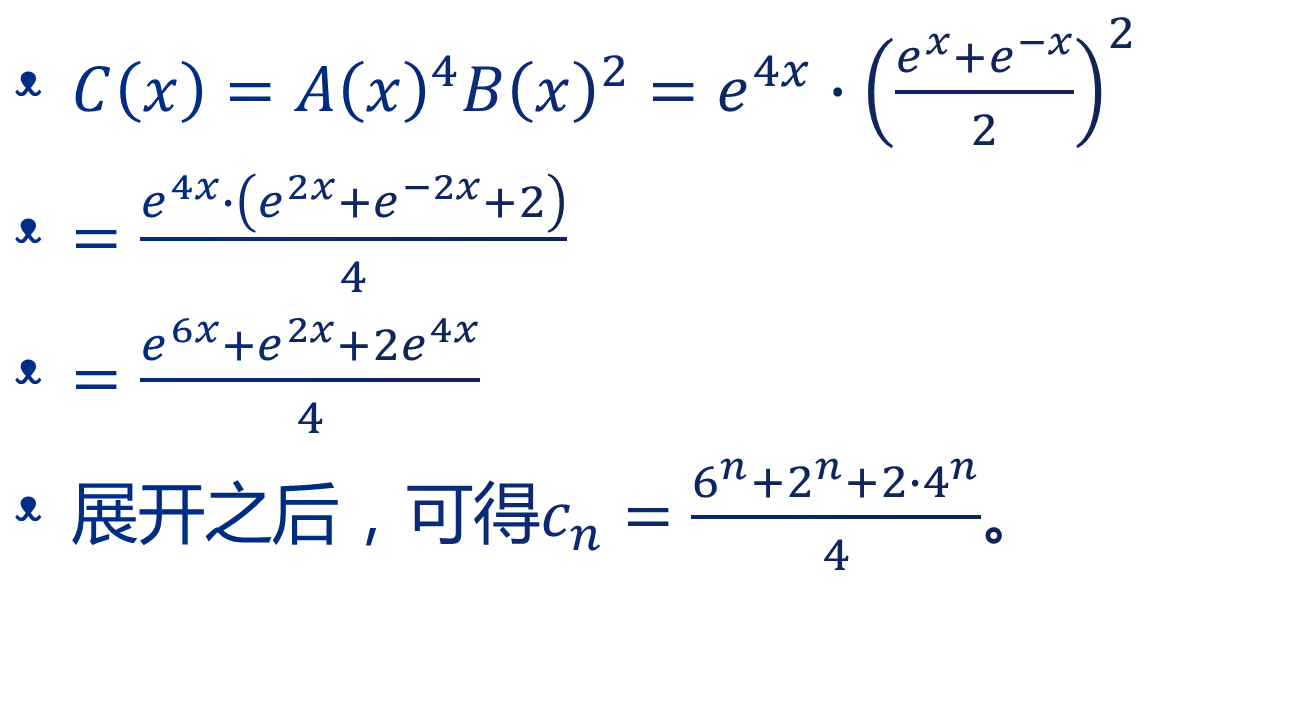 C(x) = A(x)^4 B(x)^2 = e^{4x} · ((e^x+e^{−x})/2)^2
= (e^{4x}·(e^{2x}+e^{−2x}+2))/4
= (e^{6x}+e^{2x}+2e^{4x})/4
展开之后，可得c_n = (6^n+2^n+2·4^n)/4。